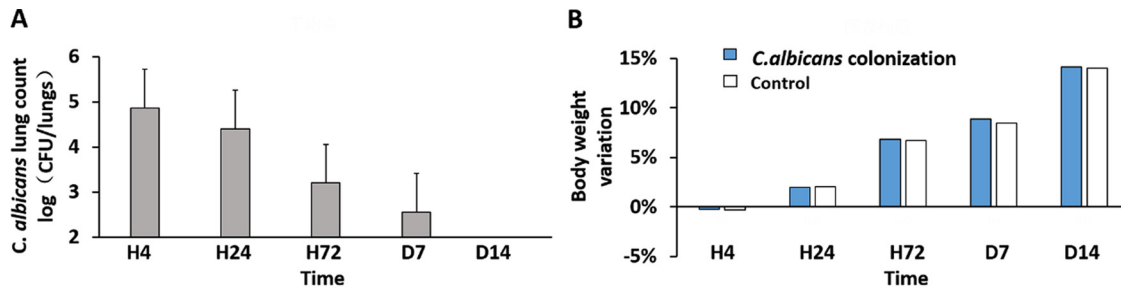 A
C. albicans lung count
log（CFU/lungs）
6
5
4
3
2
H4 H24 H72 D7 D14
Time
B
C.albicans colonization
Control
Body weight
variation
15%
10%
5%
0%
-5%
H4 H24 H72 D7 D14
Time